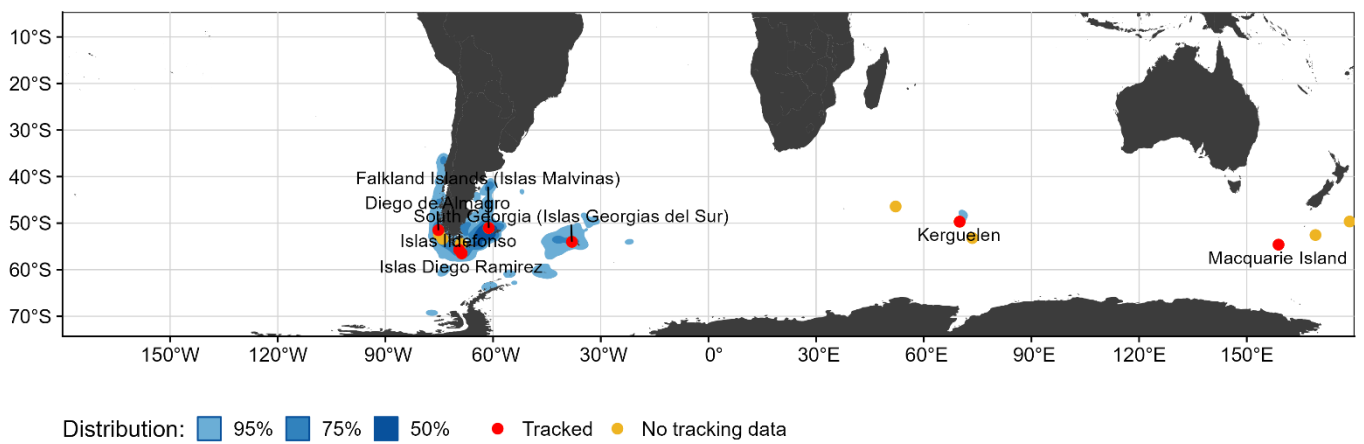 10°S
20°S
30°S
40°S
50°S
60°S
70°S
Falkland Islands (Islas Malvinas)
Diego de Almagro
South Georgia (Islas Georgias del Sur)
Islas Ildefonso
Islas Diego Ramirez
Kerguelen
Macquarie Island
150°W 120°W 90°W 60°W 30°W 0° 30°E 60°E 90°E 120°E 150°E
Distribution: 95% 75% 50% Tracked No tracking data